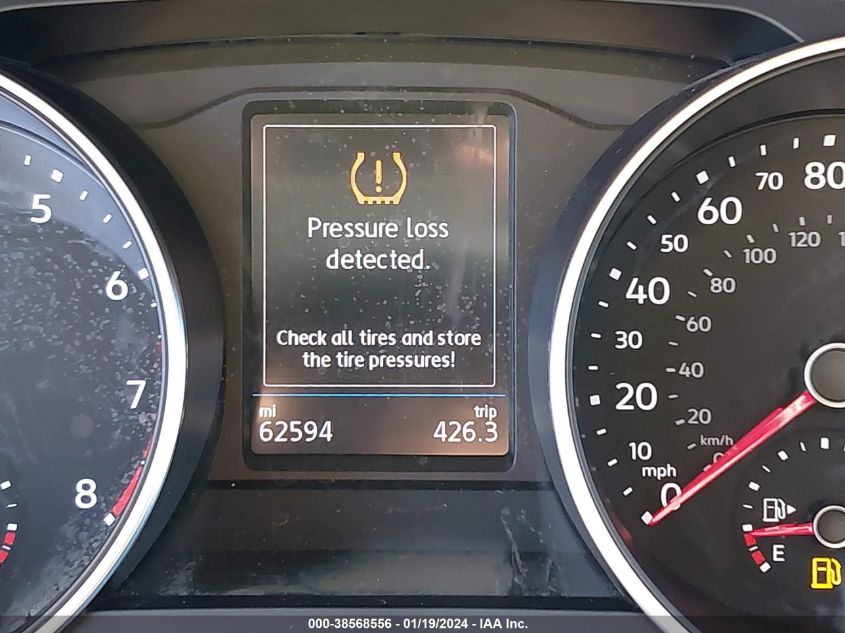 5
6
7
8
Pressure loss
detected.
Check all tires and store
the tire pressures!
mi
trip
62594
426.3
80
70
60
50
40
30
20
10
mph
0
120
100
80
60
40
20
km/h
0
E
000-38568556 - 01/19/2024 - IAA Inc.